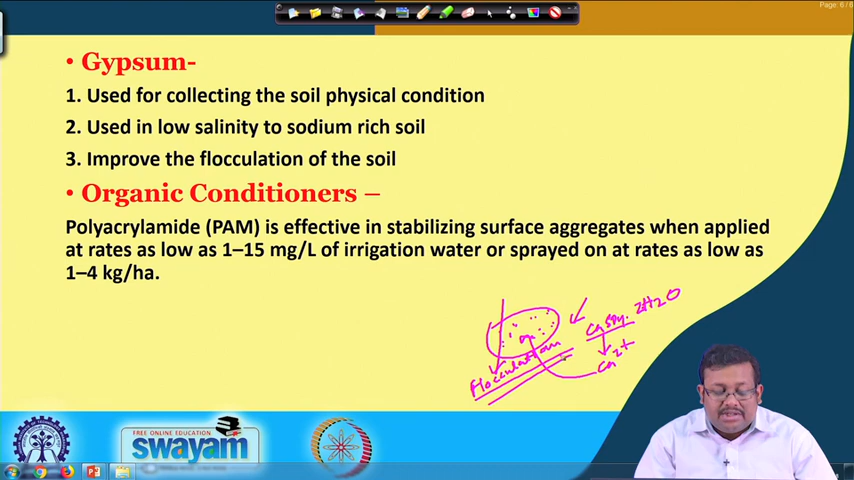 Page: 6 / 6
• Gypsum-
1. Used for collecting the soil physical condition
2. Used in low salinity to sodium rich soil
3. Improve the flocculation of the soil
• Organic Conditioners –
Polyacrylamide (PAM) is effective in stabilizing surface aggregates when applied
at rates as low as 1–15 mg/L of irrigation water or sprayed on at rates as low as
1–4 kg/ha.
CaSO4. 2H2O
Ca2+
Flocculation
FREE ONLINE EDUCATION
swayam